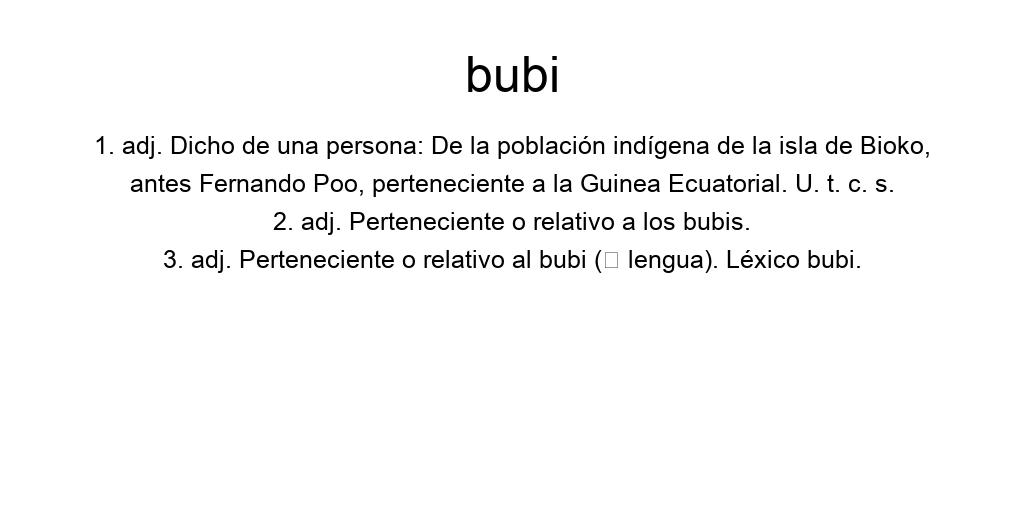 bubi
1. adj. Dicho de una persona: De la población indígena de la isla de Bioko,
antes Fernando Poo, perteneciente a la Guinea Ecuatorial. U. t. c. s.
2. adj. Perteneciente o relativo a los bubis.
3. adj. Perteneciente o relativo al bubi (□ lengua). Léxico bubi.